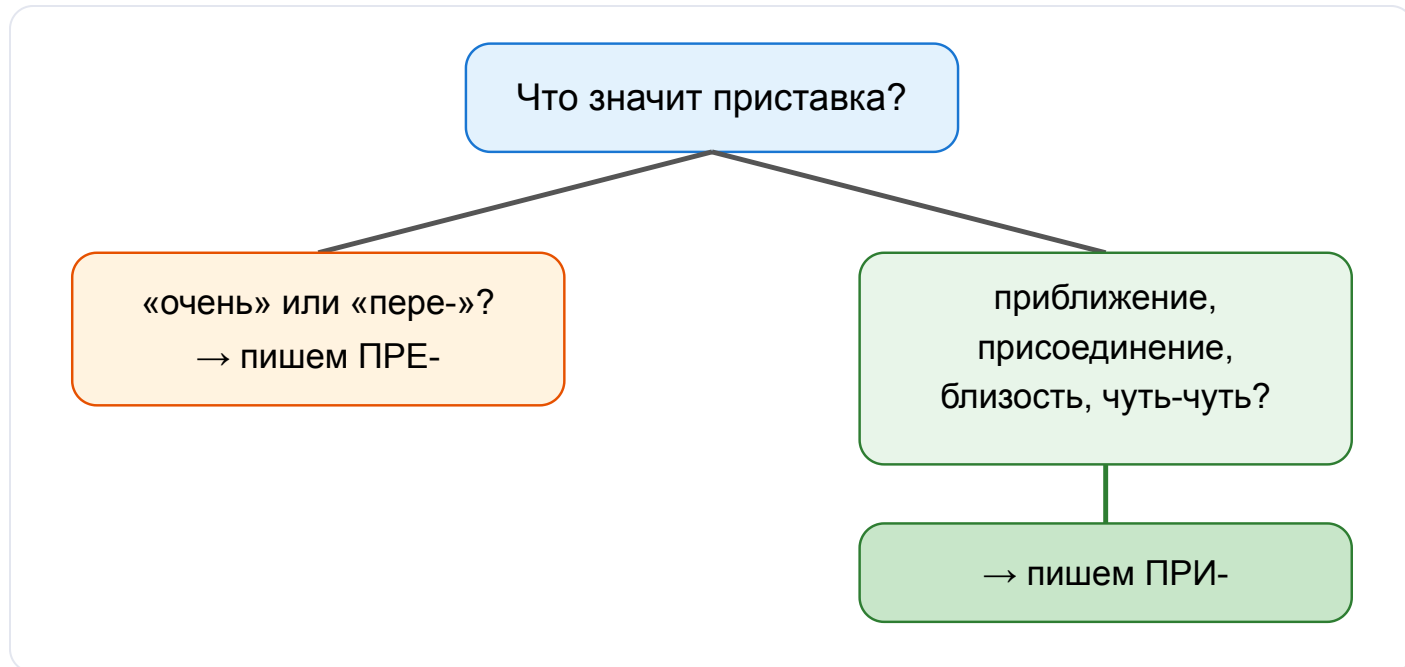 Что значит приставка?
«очень» или «пере-»?
→ пишем ПРЕ-
приближение,
присоединение,
близость, чуть-чуть?
→ пишем ПРИ-